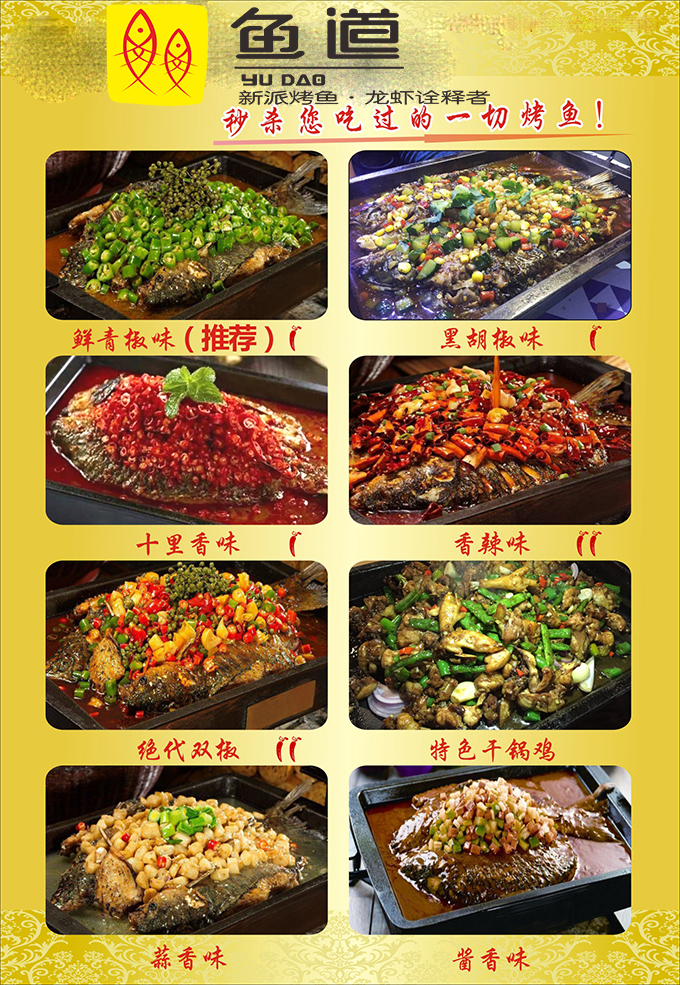 鱼道
YU DAO
新派烤鱼·龙虾诠释者
秒杀您吃过的一切烤鱼！
鲜青椒味（推荐）
黑胡椒味
十里香味
香辣味
绝代双椒
特色干锅鸡
蒜香味
酱香味